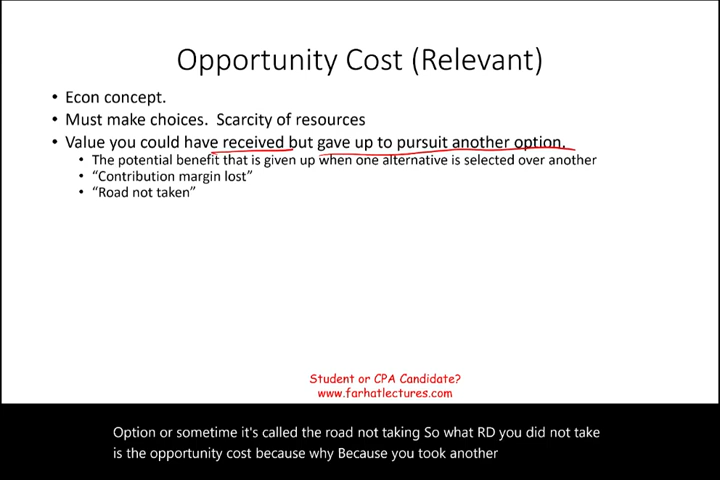 Opportunity Cost (Relevant)
• Econ concept.
• Must make choices. Scarcity of resources
• Value you could have received but gave up to pursuit another option.
• The potential benefit that is given up when one alternative is selected over another
• “Contribution margin lost”
• “Road not taken”
Student or CPA Candidate?
www.farhatlectures.com
Option or sometime it's called the road not taking So what RD you did not take
is the opportunity cost because why Because you took another